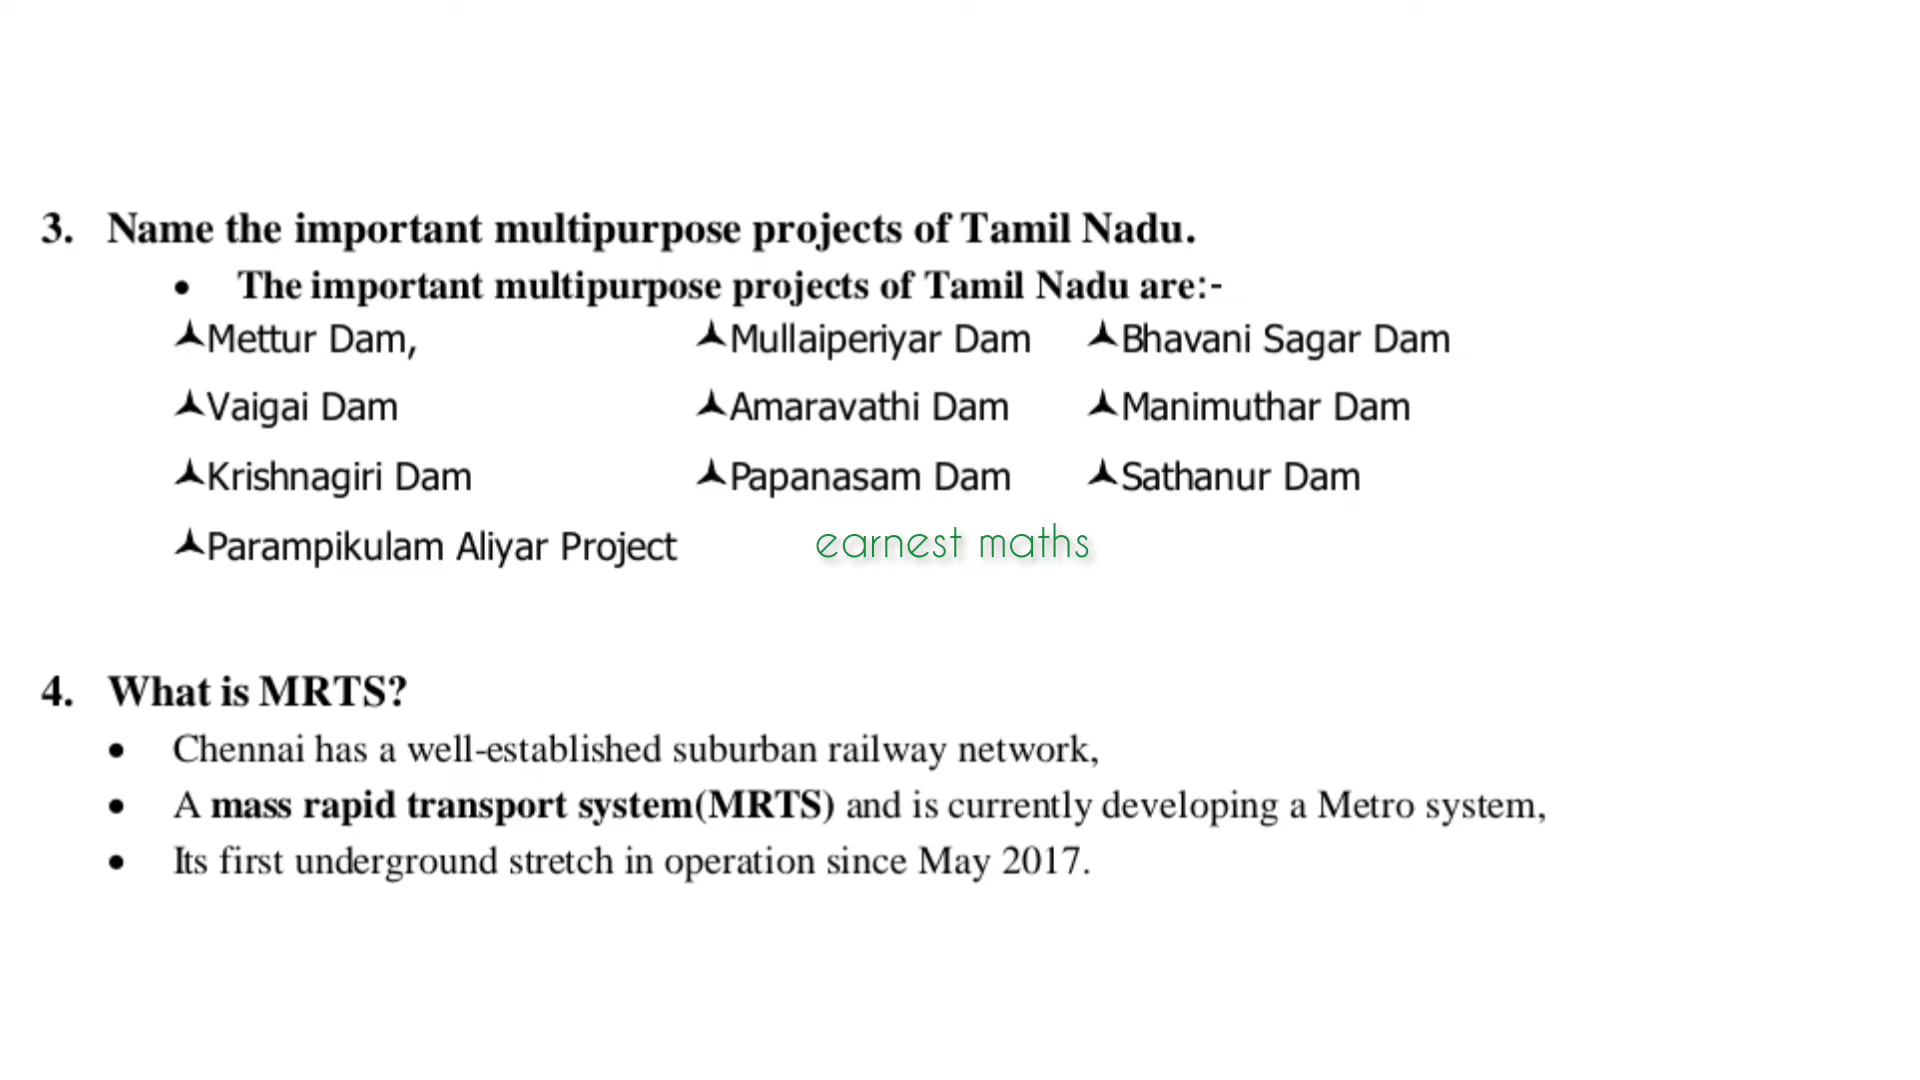 3. Name the important multipurpose projects of Tamil Nadu.
• The important multipurpose projects of Tamil Nadu are:-
Mettur Dam, Mullaiperiyar Dam Bhavani Sagar Dam
Vaigai Dam Amaravathi Dam Manimuthar Dam
Krishnagiri Dam Papanasam Dam Sathanur Dam
Parampikulam Aliyar Project earnest maths
4. What is MRTS?
• Chennai has a well-established suburban railway network,
• A mass rapid transport system(MRTS) and is currently developing a Metro system,
• Its first underground stretch in operation since May 2017.